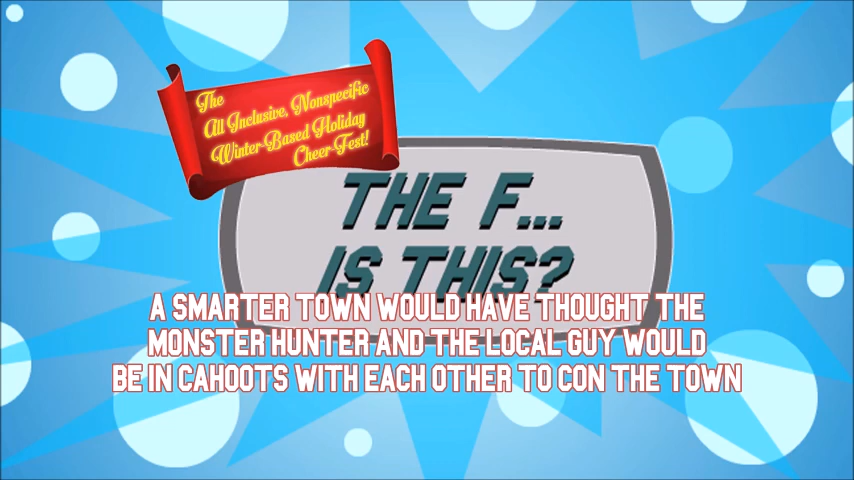 The
All Inclusive, Nonspecific
Winter-Based Holiday
Cheer-Fest!
THE F...
IS THIS?
A SMARTER TOWN WOULD HAVE THOUGHT THE
MONSTER HUNTER AND THE LOCAL GUY WOULD
BE IN CAHOOTS WITH EACH OTHER TO CON THE TOWN